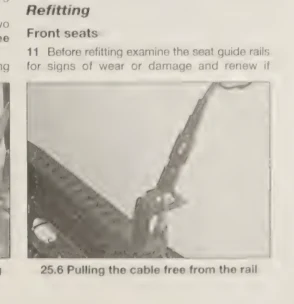 Refitting
Front seats
11 Before refitting examine the seat guide rails
for signs of wear or damage and renew if
25.6 Pulling the cable free from the rail